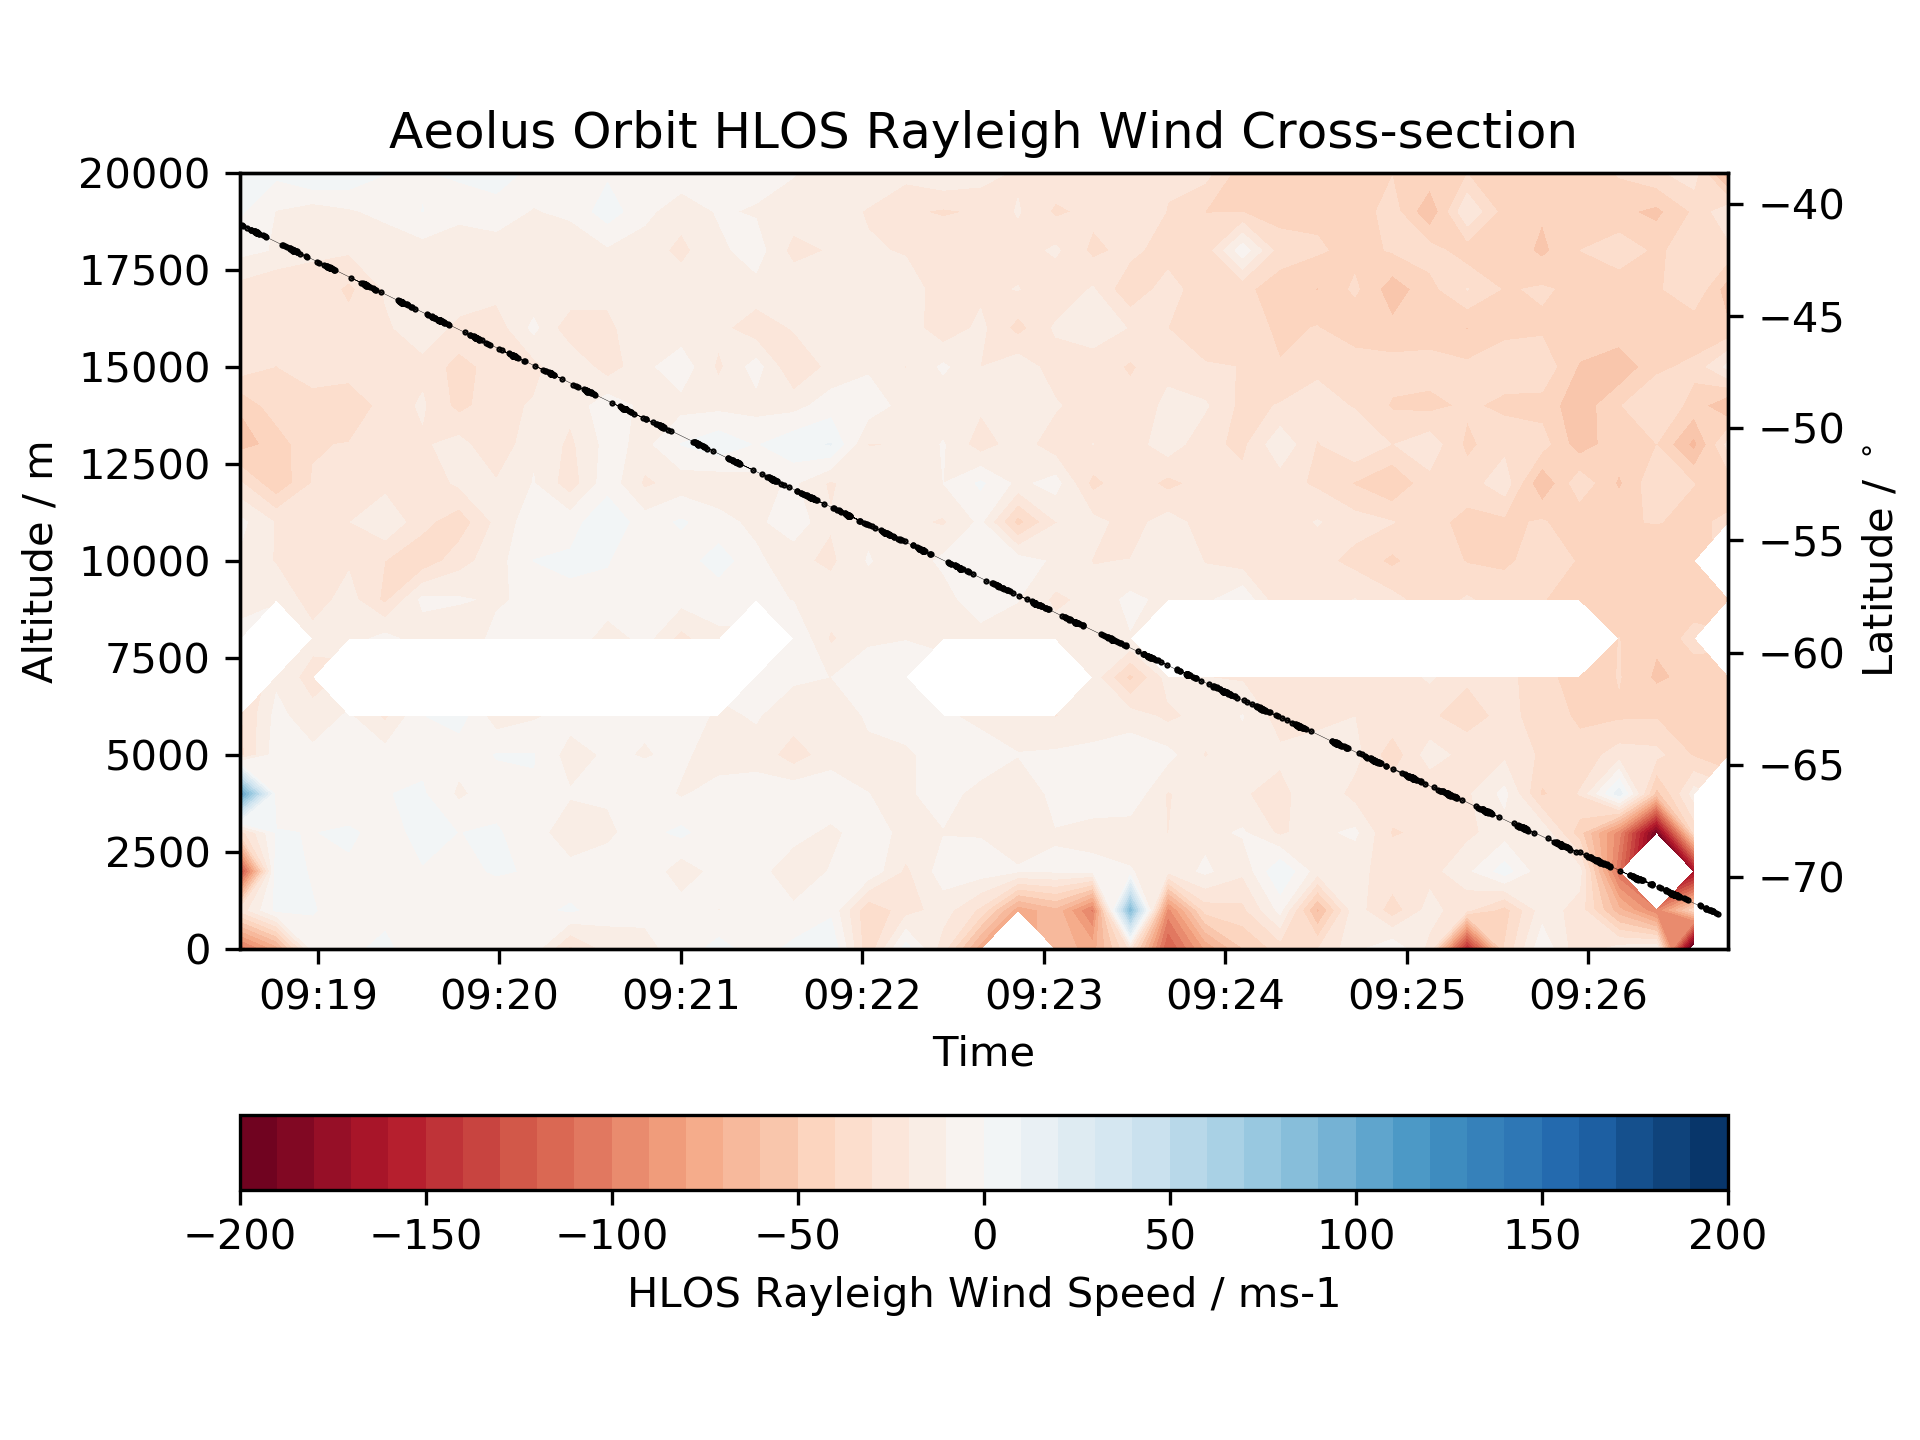 Aeolus Orbit HLOS Rayleigh Wind Cross-section
20000
17500
15000
12500
10000
7500
5000
2500
0
Altitude / m
−40
−45
−50
−55
−60
−65
−70
Latitude / °
09:19 09:20 09:21 09:22 09:23 09:24 09:25 09:26
Time
−200 −150 −100 −50 0 50 100 150 200
HLOS Rayleigh Wind Speed / ms-1